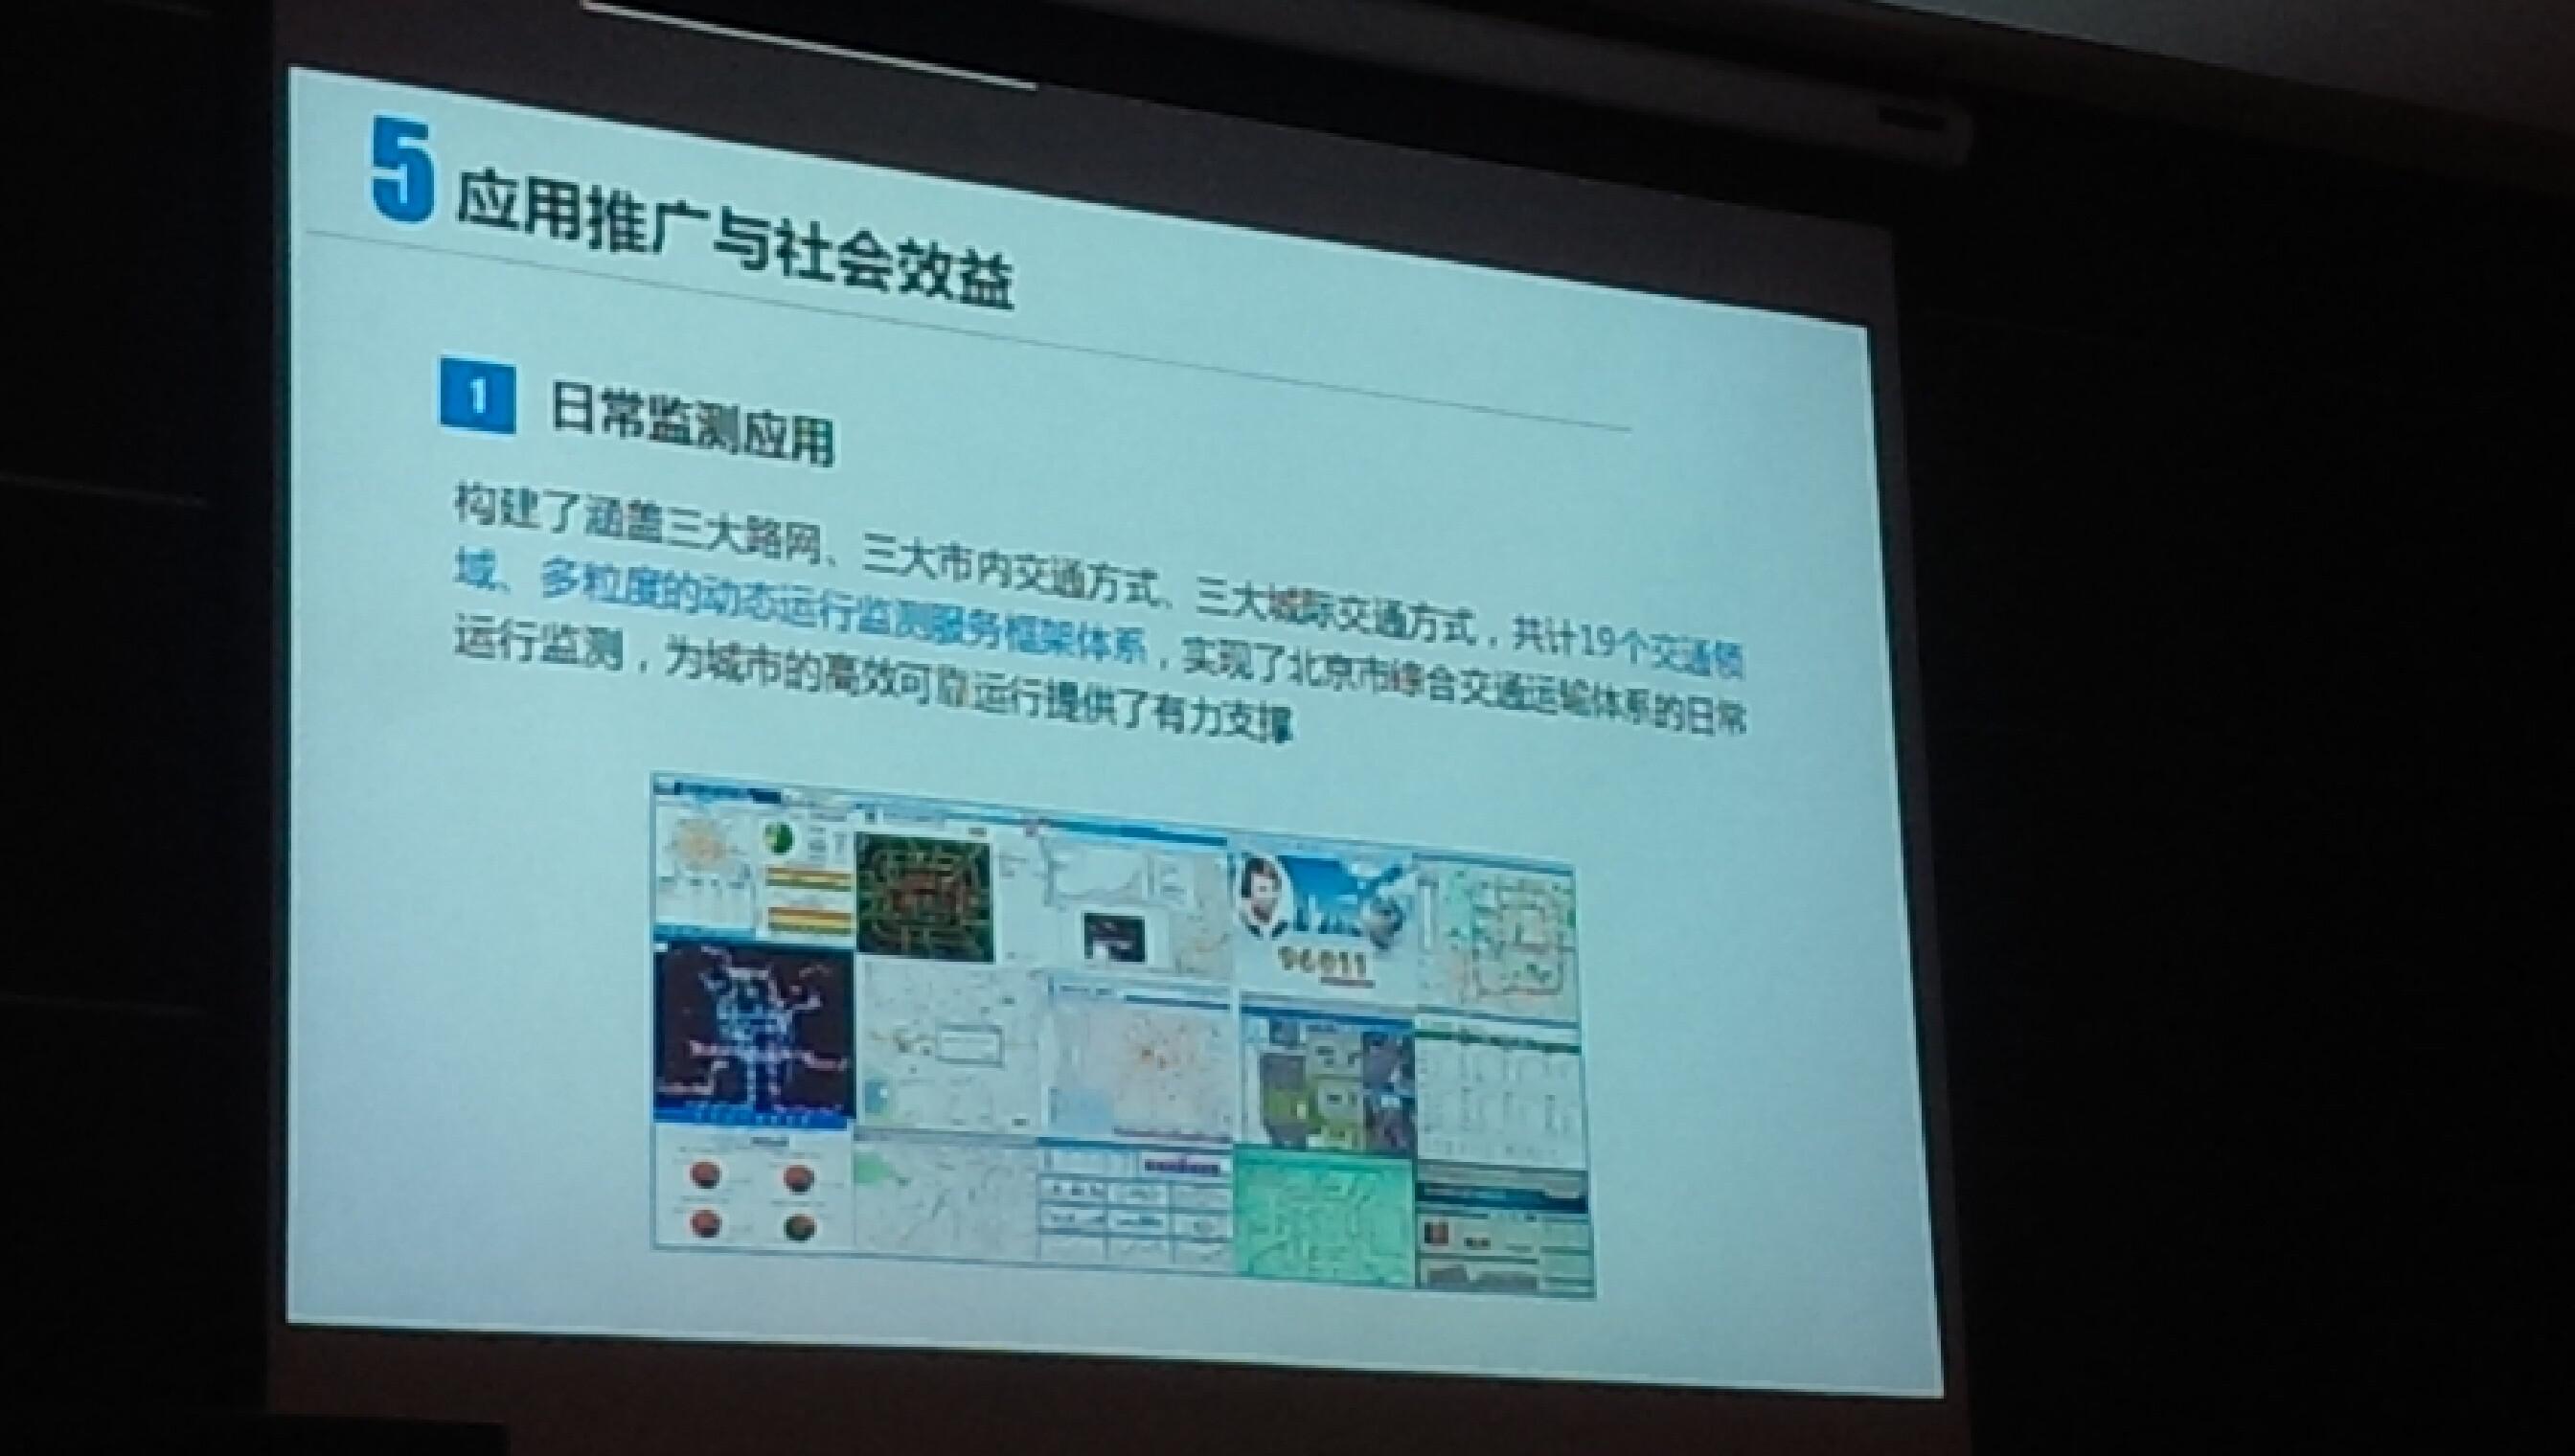 5 应用推广与社会效益
1 日常监测应用
构建了涵盖三大路网、三大市内交通方式、三大城际交通方式，共计19个交通领
域、多粒度的动态运行监测服务框架体系，实现了北京市综合交通运输体系的日常
运行监测，为城市的高效可靠运行提供了有力支撑
96011